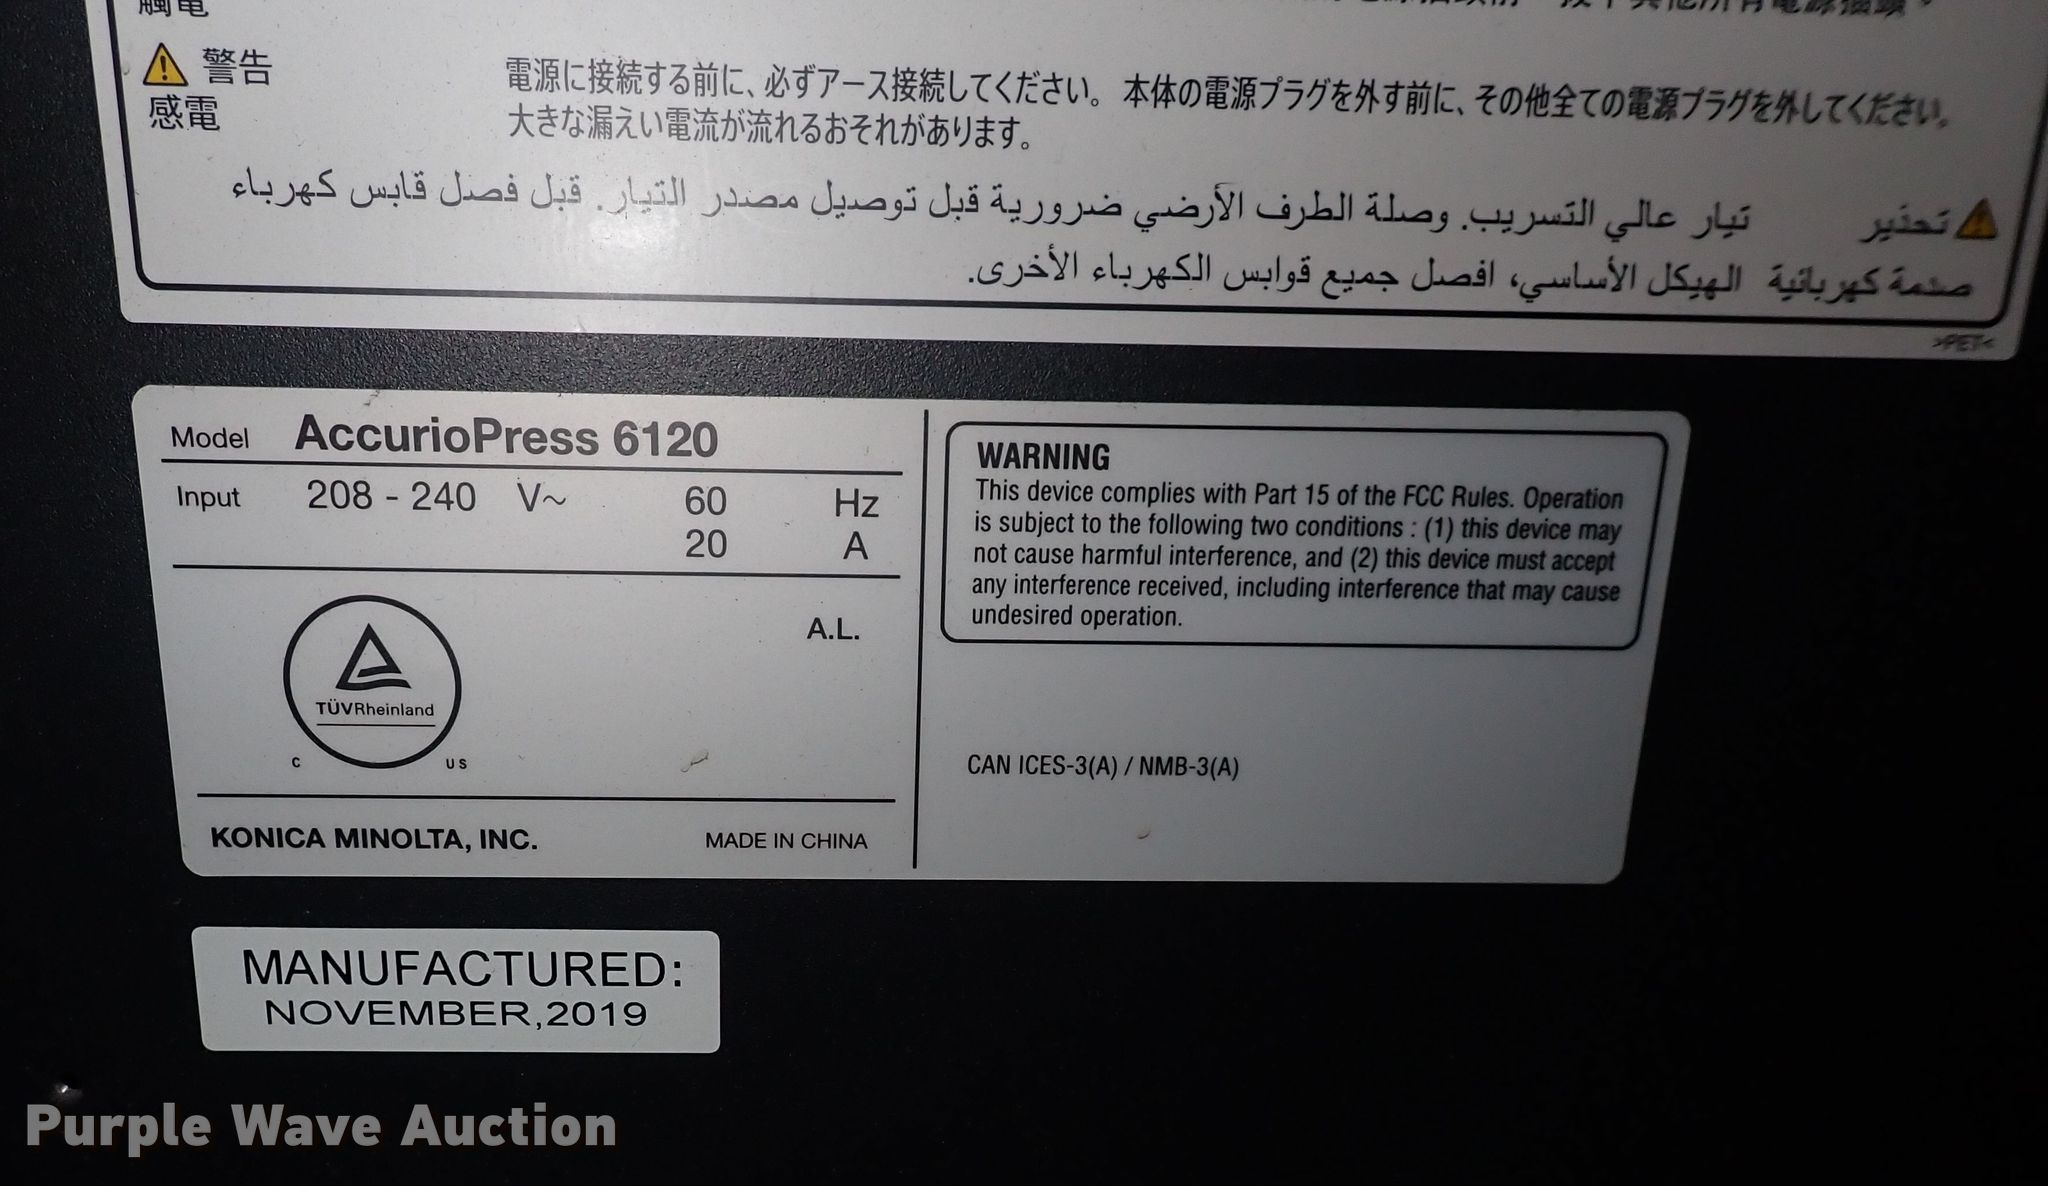 触電
警告
感電
電源に接続する前に、必ずアース接続してください。本体の電源プラグを外す前に、その他全ての電源プラグを外してください。
大きな漏えい電流が流れるおそれがあります。
تحذير تيار عالي التسريب. وصلة الطرف الأرضي ضرورية قبل توصيل مصدر التيار. قبل فصل قابس كهرباء
صدمة كهربائية الهيكل الأساسي، افصل جميع قوابس الكهرباء الأخرى.
>PET<
Model AccurioPress 6120
Input 208 - 240 V~ 60 Hz
20 A
A.L.
TÜVRheinland
C US
KONICA MINOLTA, INC. MADE IN CHINA
WARNING
This device complies with Part 15 of the FCC Rules. Operation
is subject to the following two conditions : (1) this device may
not cause harmful interference, and (2) this device must accept
any interference received, including interference that may cause
undesired operation.
CAN ICES-3(A) / NMB-3(A)
MANUFACTURED:
NOVEMBER,2019
Purple Wave Auction